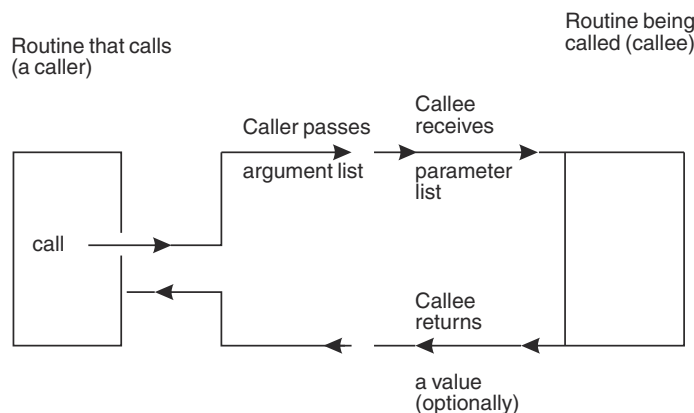 Routine being
called (callee)
Routine that calls
(a caller)
Caller passes
argument list
Callee
receives
parameter
list
call
Callee
returns
a value
(optionally)